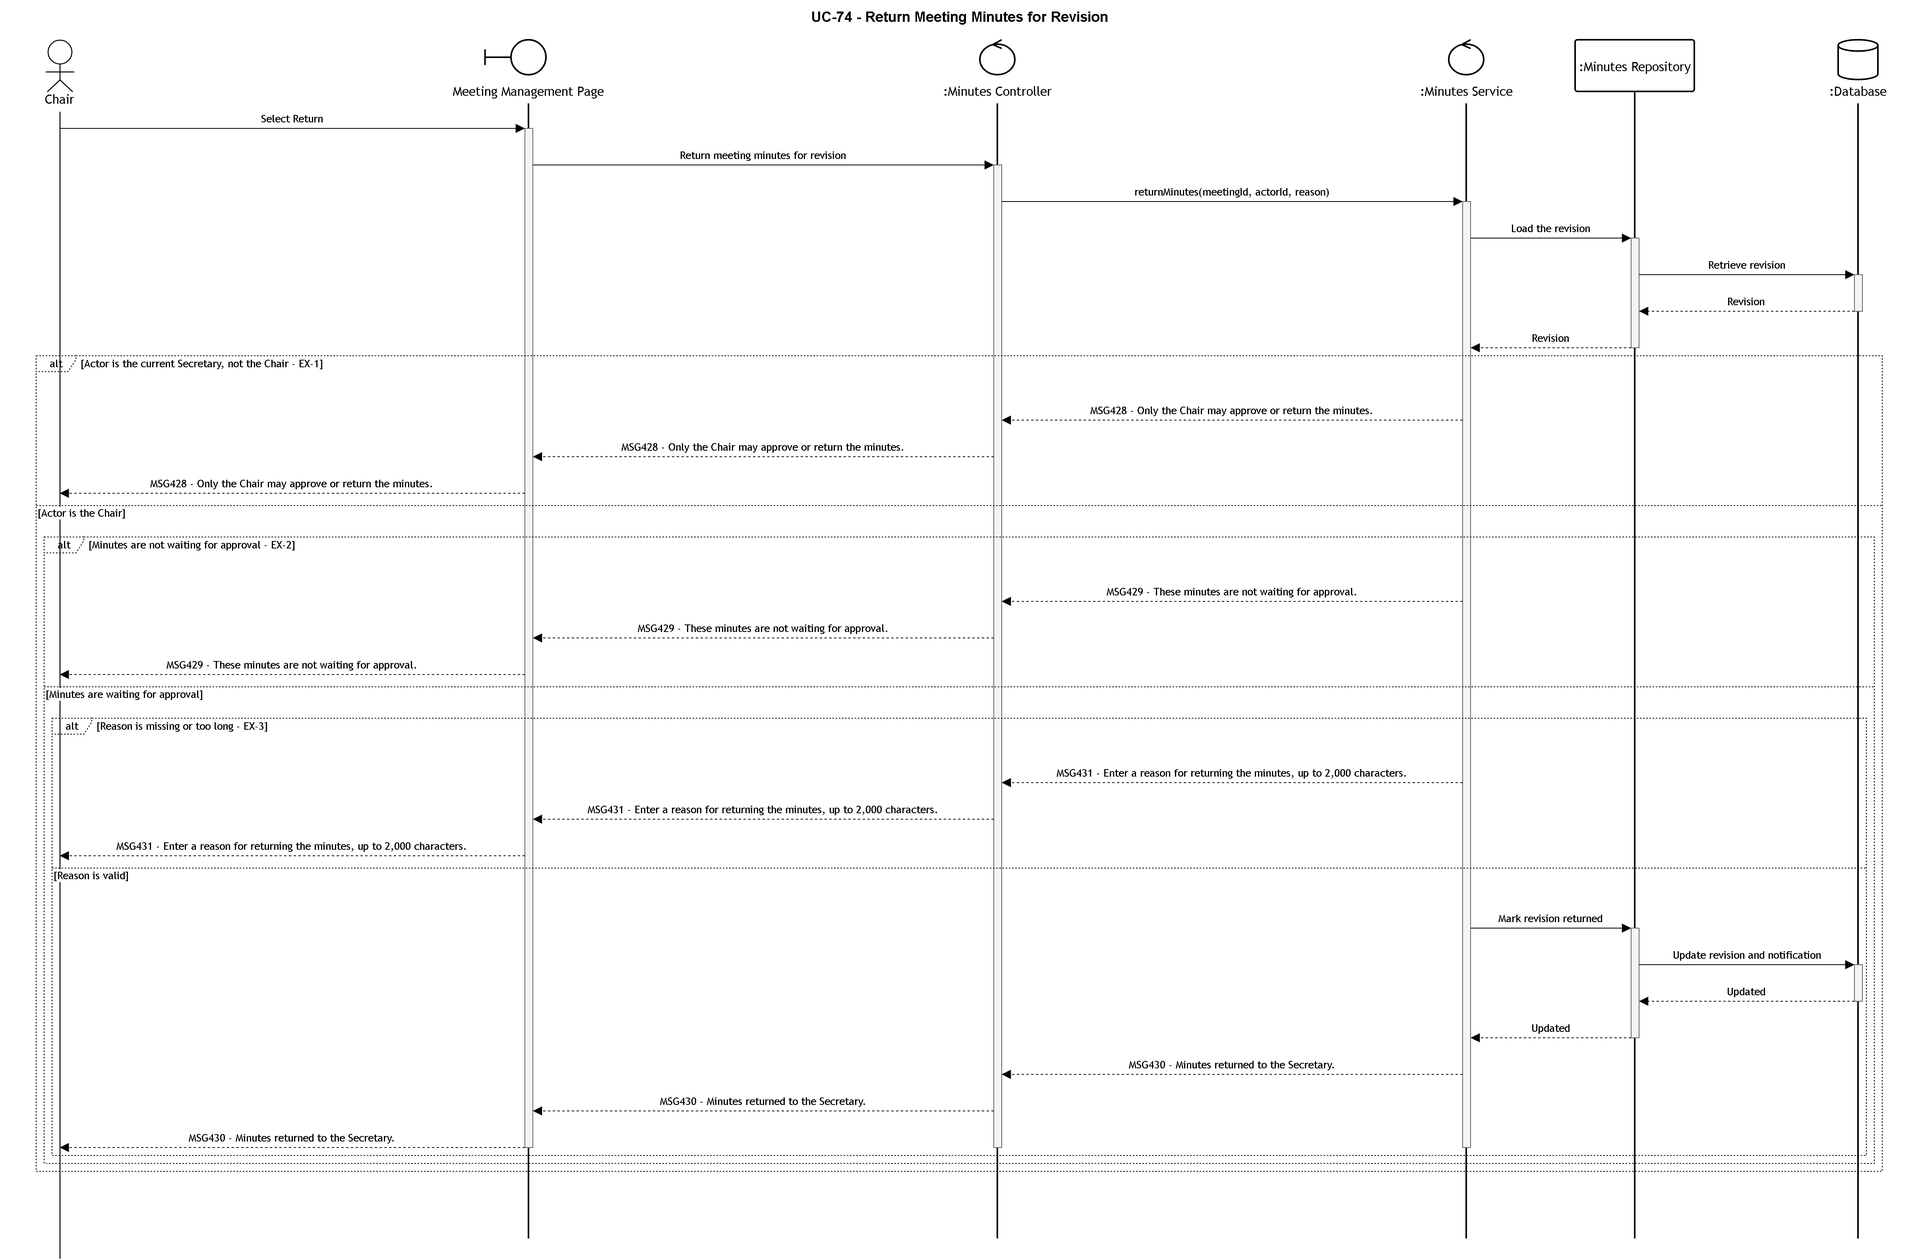 UC-74 - Return Meeting Minutes for Revision
Chair
Meeting Management Page
:Minutes Controller
:Minutes Service
:Minutes Repository
:Database
Select Return
Return meeting minutes for revision
returnMinutes(meetingId, actorId, reason)
Load the revision
Retrieve revision
Revision
Revision
alt [Actor is the current Secretary, not the Chair - EX-1]
MSG428 - Only the Chair may approve or return the minutes.
MSG428 - Only the Chair may approve or return the minutes.
MSG428 - Only the Chair may approve or return the minutes.
[Actor is the Chair]
alt [Minutes are not waiting for approval - EX-2]
MSG429 - These minutes are not waiting for approval.
MSG429 - These minutes are not waiting for approval.
MSG429 - These minutes are not waiting for approval.
[Minutes are waiting for approval]
alt [Reason is missing or too long - EX-3]
MSG431 - Enter a reason for returning the minutes, up to 2,000 characters.
MSG431 - Enter a reason for returning the minutes, up to 2,000 characters.
MSG431 - Enter a reason for returning the minutes, up to 2,000 characters.
[Reason is valid]
Mark revision returned
Update revision and notification
Updated
Updated
MSG430 - Minutes returned to the Secretary.
MSG430 - Minutes returned to the Secretary.
MSG430 - Minutes returned to the Secretary.